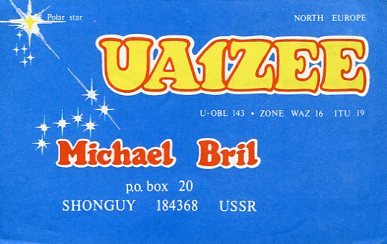 Polar star
NORTH EUROPE
UA1ZEE
U-OBL 143 • ZONE WAZ 16 ITU 19
Michael Bril
p.o. box 20
SHONGUY 184368 USSR